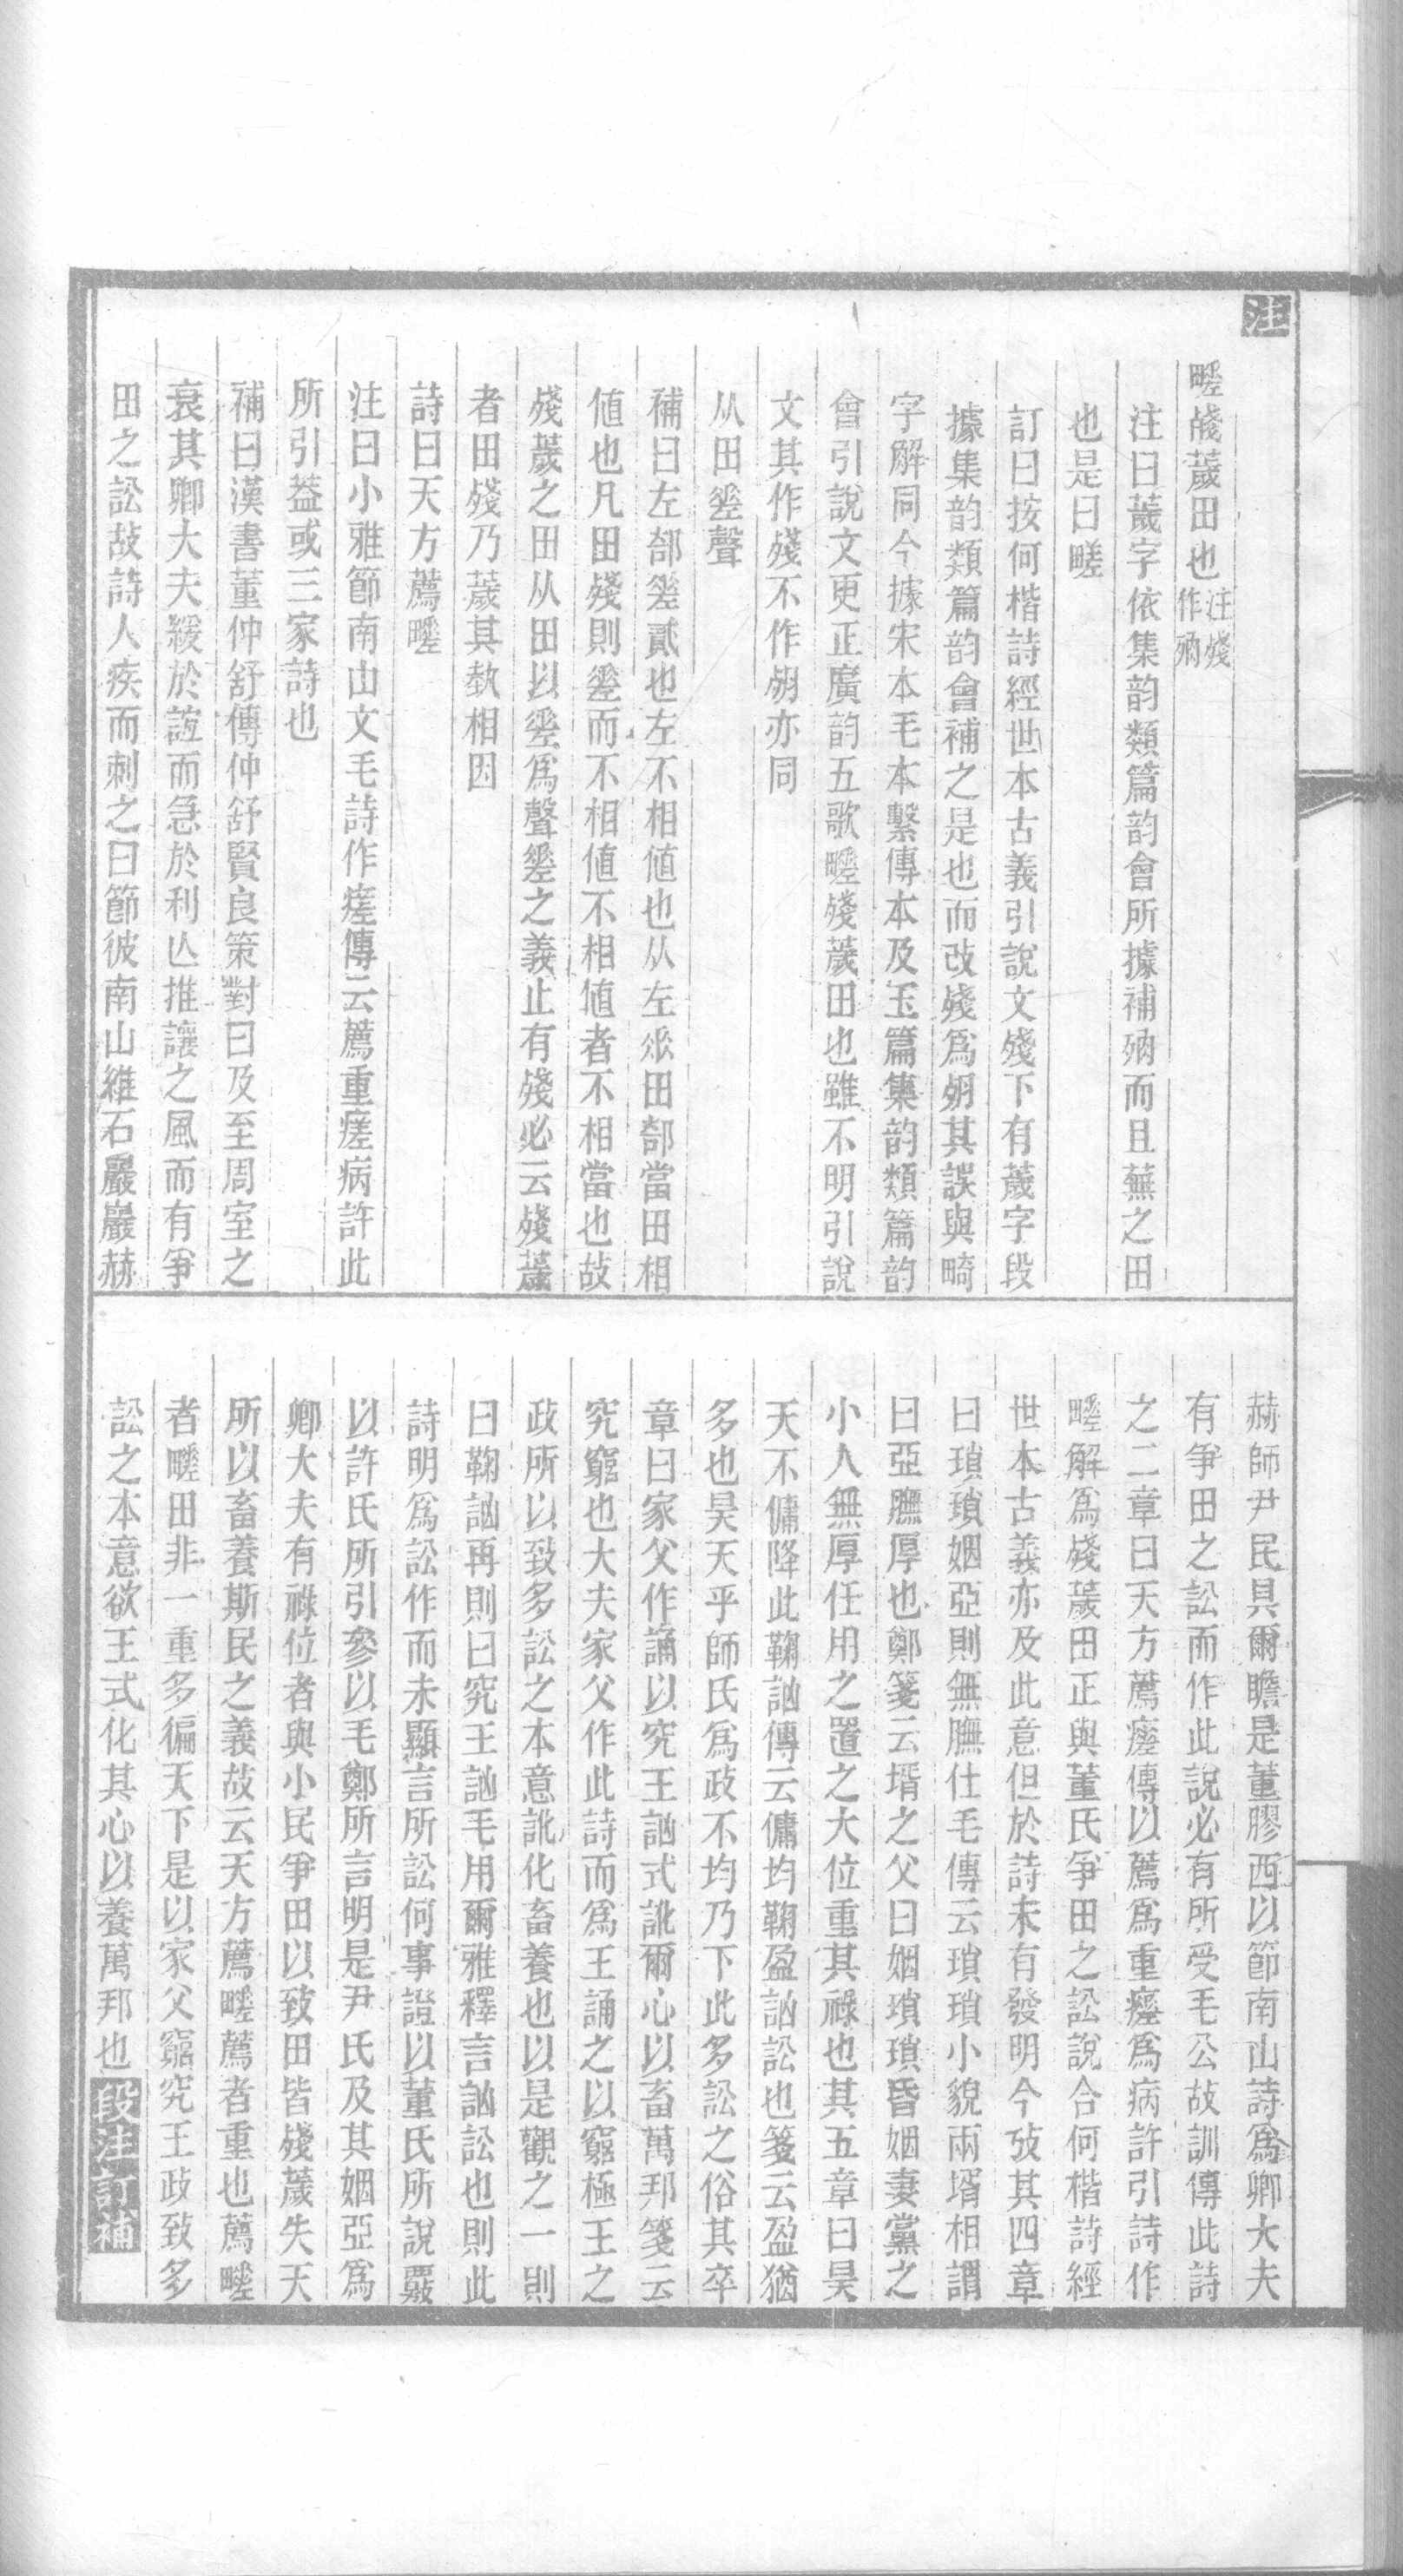 注
畻殘薉田也注殘作𣦸
注曰薉字依集韵類篇韵會所據補𣦸而且蕪之田
也是曰畻
訂曰按何楷詩經世本古義引說文殘下有薉字段
據集韵類篇韵會補之是也而改殘爲𣦸其誤與畸
字解同今據宋本毛本繫傳本及玉篇集韵類篇韵
會引說文更正廣韵五歌畻殘薉田也雖不明引說
文其作殘不作𣦸亦同
从田𢀩聲
補曰左部𢀩貳也左不相値也从左𠂹田部當田相
値也凡田殘則𢀩而不相値不相値者不相當也故
殘薉之田从田以𢀩爲聲𢀩之義止有殘必云殘薉
者田殘乃薉其埶相因
詩曰天方薦畻
注曰小雅節南山文毛詩作瘥傳云薦重瘥病許此
所引葢或三家詩也
補曰漢書董仲舒傳仲舒賢良策對曰及至周室之
衰其卿大夫緩於誼而急於利亾推讓之風而有爭
田之訟故詩人疾而刺之曰節彼南山維石巖巖赫
赫師尹民具爾瞻是董膠西以節南山詩爲卿大夫
有爭田之訟而作此說必有所受毛公故訓傳此詩
之二章曰天方薦瘥傳以薦爲重瘥爲病許引詩作
畻解爲殘薉田正與董氏爭田之訟說合何楷詩經
世本古義亦及此意但於詩未有發明今攷其四章
曰瑣瑣姻亞則無膴仕毛傳云瑣瑣小貌兩壻相謂
曰亞膴厚也鄭箋云壻之父曰姻瑣瑣昏姻妻黨之
小人無厚任用之置之大位重其祿也其五章曰昊
天不傭降此鞠訩傳云傭均鞠盈訩訟也箋云盈猶
多也昊天乎師氏爲政不均乃下此多訟之俗其卒
章曰家父作誦以究王訩式訛爾心以畜萬邦箋云
究窮也大夫家父作此詩而爲王誦之以窮極王之
政所以致多訟之本意訛化畜養也以是觀之一則
曰鞠訩再則曰究王訩毛用爾雅釋言訩訟也則此
詩明爲訟作而未顯言所訟何事證以董氏所說覈
以許氏所引參以毛鄭所言明是尹氏及其姻亞爲
卿大夫有祿位者與小民爭田以致田皆殘薉失天
所以畜養斯民之義故云天方薦畻薦者重也薦畻
者畻田非一重多徧天下是以家父窮究王政致多
訟之本意欲王式化其心以養萬邦也段注訂補